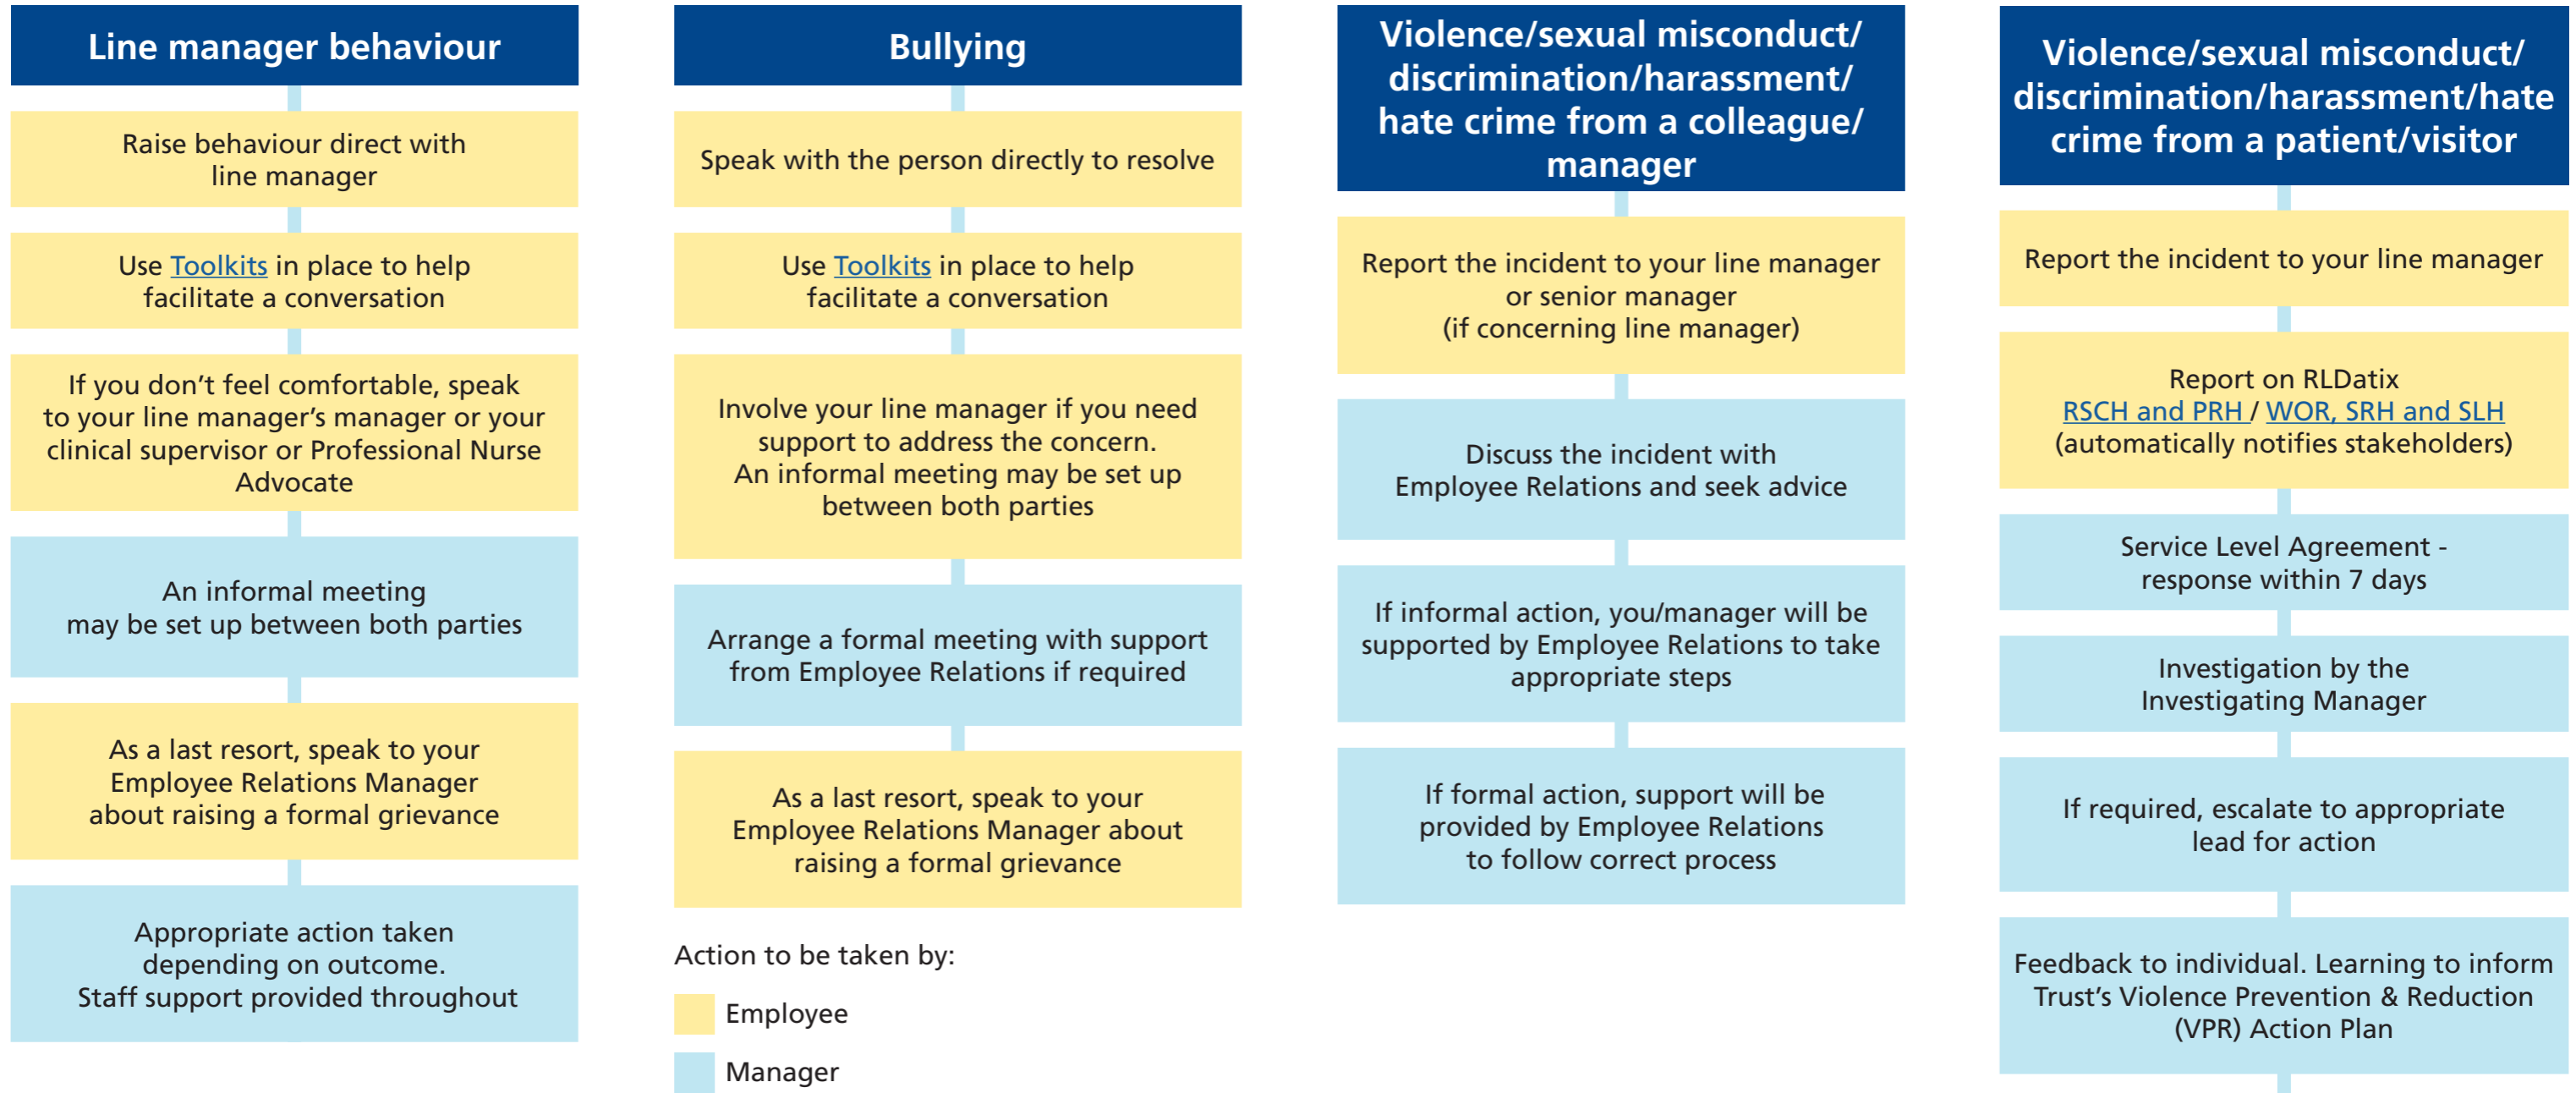 Line manager behaviour
Raise behaviour direct with
line manager
Use Toolkits in place to help
facilitate a conversation
If you don’t feel comfortable, speak
to your line manager’s manager or your
clinical supervisor or Professional Nurse
Advocate
An informal meeting
may be set up between both parties
As a last resort, speak to your
Employee Relations Manager
about raising a formal grievance
Appropriate action taken
depending on outcome.
Staff support provided throughout
Bullying
Speak with the person directly to resolve
Use Toolkits in place to help
facilitate a conversation
Involve your line manager if you need
support to address the concern.
An informal meeting may be set up
between both parties
Arrange a formal meeting with support
from Employee Relations if required
As a last resort, speak to your
Employee Relations Manager about
raising a formal grievance
Action to be taken by:
Employee
Manager
Violence/sexual misconduct/
discrimination/harassment/
hate crime from a colleague/
manager
Report the incident to your line manager
or senior manager
(if concerning line manager)
Discuss the incident with
Employee Relations and seek advice
If informal action, you/manager will be
supported by Employee Relations to take
appropriate steps
If formal action, support will be
provided by Employee Relations
to follow correct process
Violence/sexual misconduct/
discrimination/harassment/hate
crime from a patient/visitor
Report the incident to your line manager
Report on RLDatix
RSCH and PRH / WOR, SRH and SLH
(automatically notifies stakeholders)
Service Level Agreement -
response within 7 days
Investigation by the
Investigating Manager
If required, escalate to appropriate
lead for action
Feedback to individual. Learning to inform
Trust’s Violence Prevention & Reduction
(VPR) Action Plan